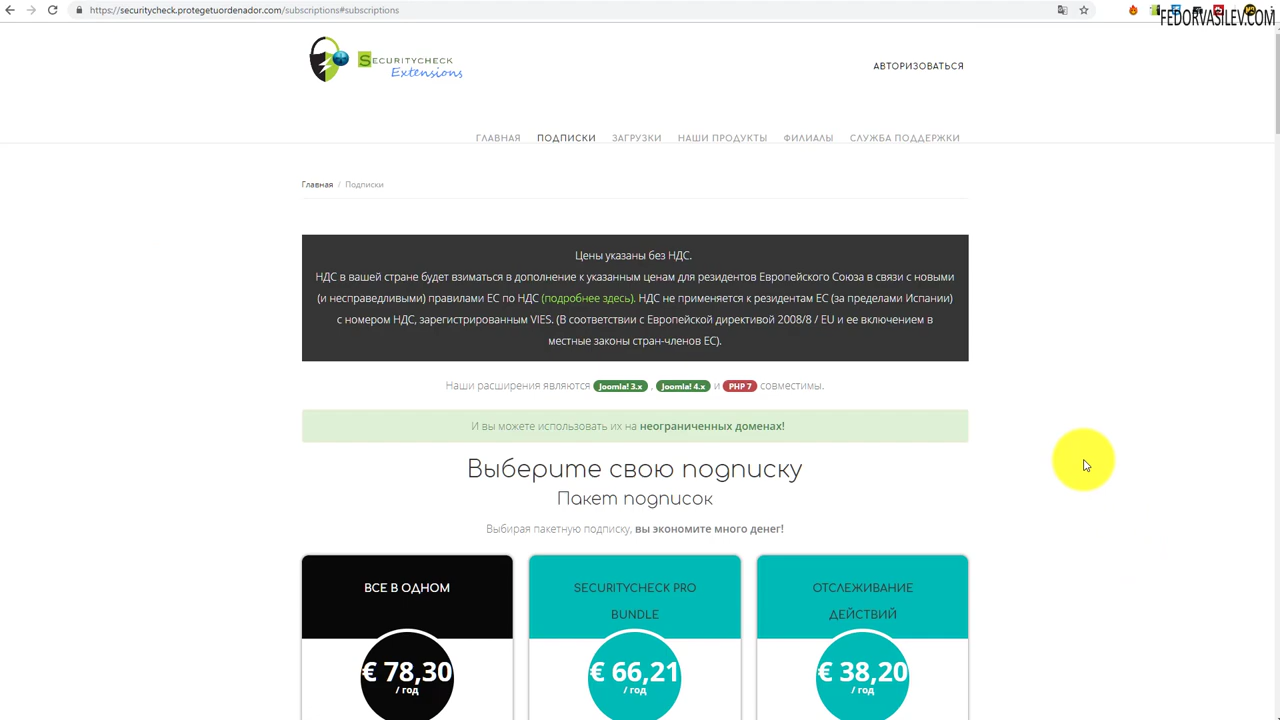 https://securitycheck.protegetuordenador.com/subscriptions#subscriptions
FEDORVASILEV.COM
SECURITYCHECK
Extensions
АВТОРИЗОВАТЬСЯ
ГЛАВНАЯ ПОДПИСКИ ЗАГРУЗКИ НАШИ ПРОДУКТЫ ФИЛИАЛЫ СЛУЖБА ПОДДЕРЖКИ
Главная / Подписки
Цены указаны без НДС.
НДС в вашей стране будет взиматься в дополнение к указанным ценам для резидентов Европейского Союза в связи с новыми
(и несправедливыми) правилами ЕС по НДС (подробнее здесь). НДС не применяется к резидентам ЕС (за пределами Испании)
с номером НДС, зарегистрированным VIES. (В соответствии с Европейской директивой 2008/8 / EU и ее включением в
местные законы стран-членов ЕС).
Наши расширения являются Joomla! 3.x , Joomla! 4.x и PHP 7 совместимы.
И вы можете использовать их на неограниченных доменах!
Выберите свою подписку
Пакет подписок
Выбирая пакетную подписку, вы экономите много денег!
ВСЕ В ОДНОМ
€ 78,30
/ год
SECURITYCHECK PRO
BUNDLE
€ 66,21
/ год
ОТСЛЕЖИВАНИЕ
ДЕЙСТВИЙ
€ 38,20
/ год